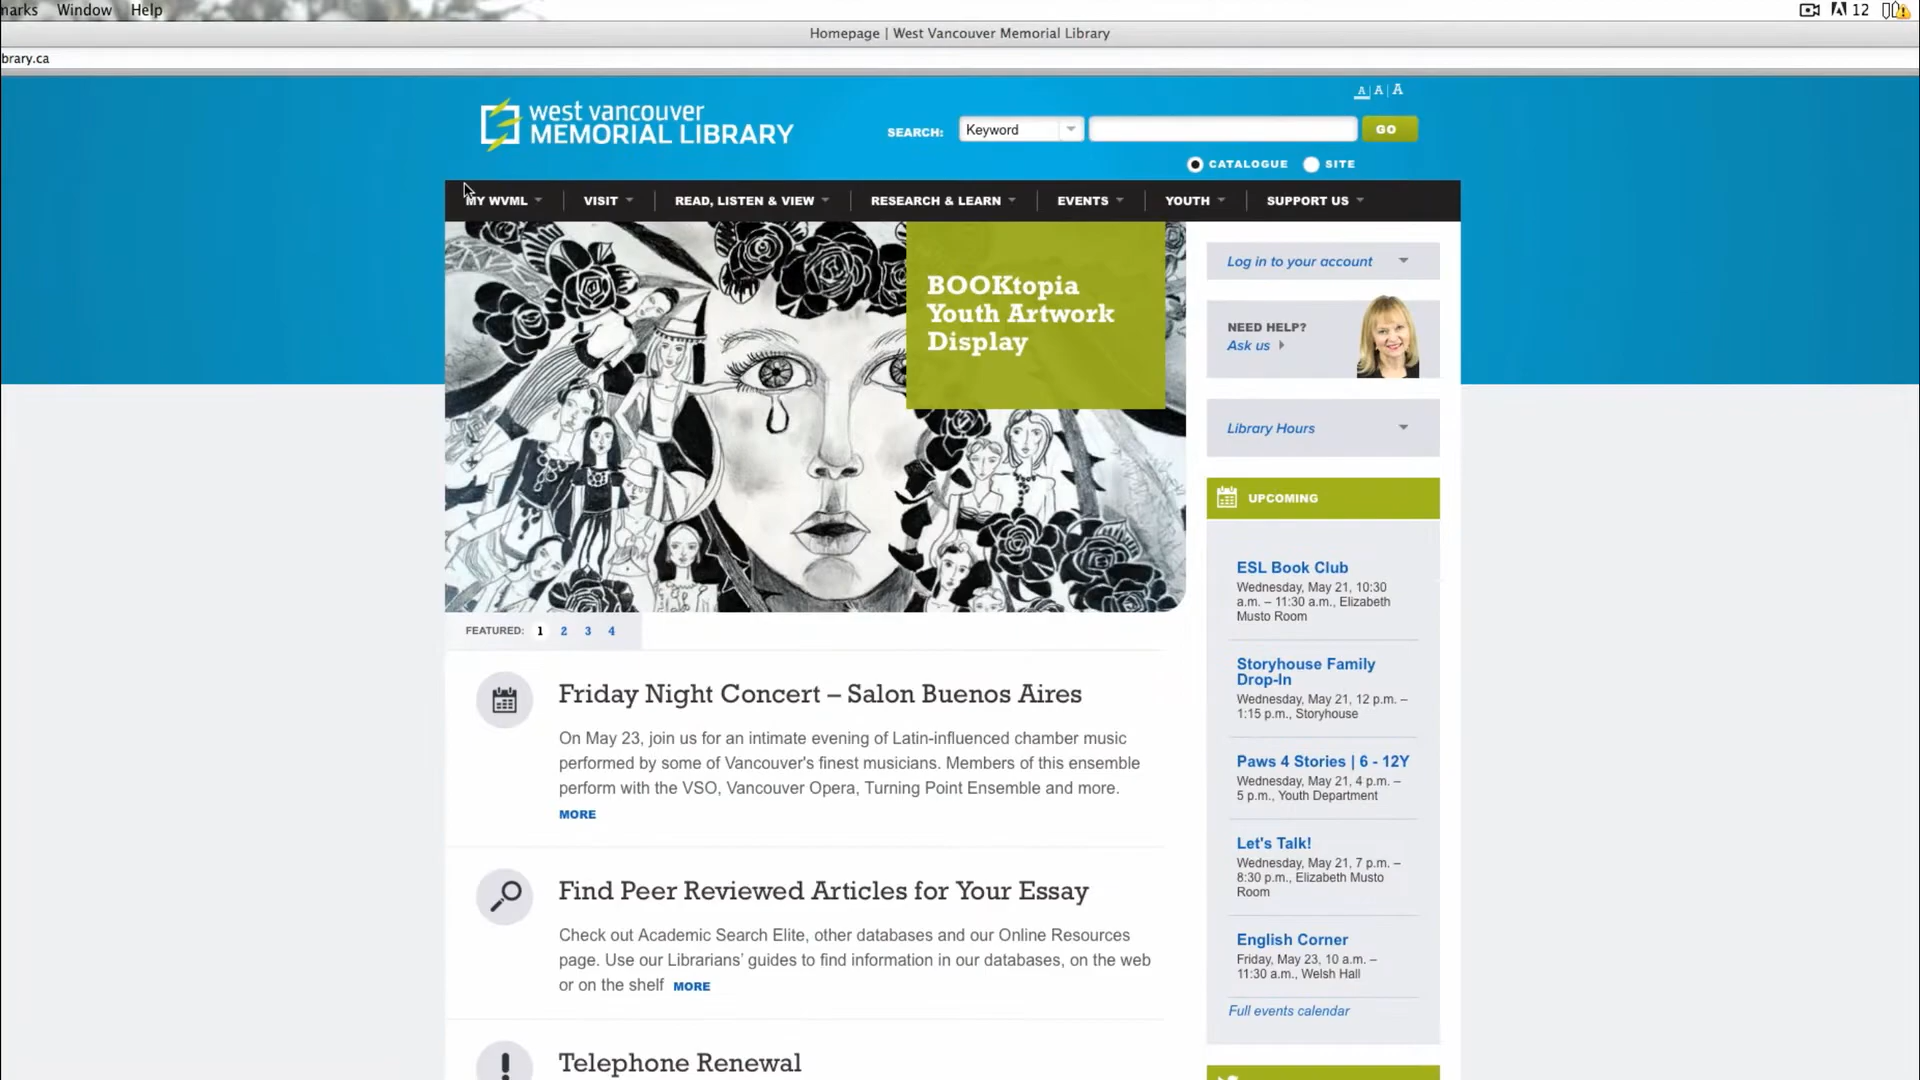 Window Help
12
Homepage | West Vancouver Memorial Library
brary.ca
A | A | A
west vancouver
MEMORIAL LIBRARY
SEARCH: Keyword GO
CATALOGUE SITE
MY WVML VISIT READ, LISTEN & VIEW RESEARCH & LEARN EVENTS YOUTH SUPPORT US
BOOKtopia
Youth Artwork
Display
FEATURED: 1 2 3 4
Friday Night Concert – Salon Buenos Aires
On May 23, join us for an intimate evening of Latin-influenced chamber music
performed by some of Vancouver's finest musicians. Members of this ensemble
perform with the VSO, Vancouver Opera, Turning Point Ensemble and more.
MORE
Find Peer Reviewed Articles for Your Essay
Check out Academic Search Elite, other databases and our Online Resources
page. Use our Librarians’ guides to find information in our databases, on the web
or on the shelf MORE
Telephone Renewal
Log in to your account
NEED HELP?
Ask us
Library Hours
UPCOMING
ESL Book Club
Wednesday, May 21, 10:30
a.m. – 11:30 a.m., Elizabeth
Musto Room
Storyhouse Family
Drop-In
Wednesday, May 21, 12 p.m. –
1:15 p.m., Storyhouse
Paws 4 Stories | 6 - 12Y
Wednesday, May 21, 4 p.m. –
5 p.m., Youth Department
Let's Talk!
Wednesday, May 21, 7 p.m. –
8:30 p.m., Elizabeth Musto
Room
English Corner
Friday, May 23, 10 a.m. –
11:30 a.m., Welsh Hall
Full events calendar